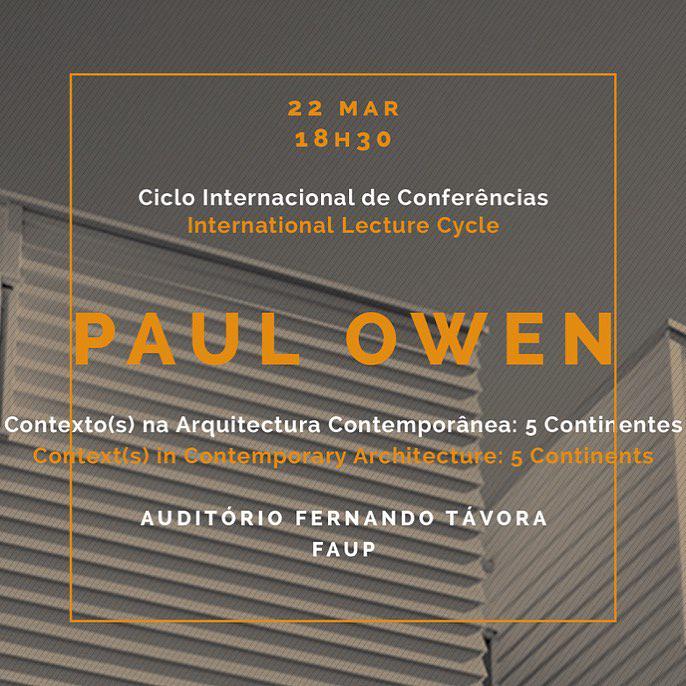 22 MAR
18H30
Ciclo Internacional de Conferências
International Lecture Cycle
PAUL OWEN
Contexto(s) na Arquitectura Contemporânea: 5 Continentes
Context(s) in Contemporary Architecture: 5 Continents
AUDITÓRIO FERNANDO TÁVORA
FAUP